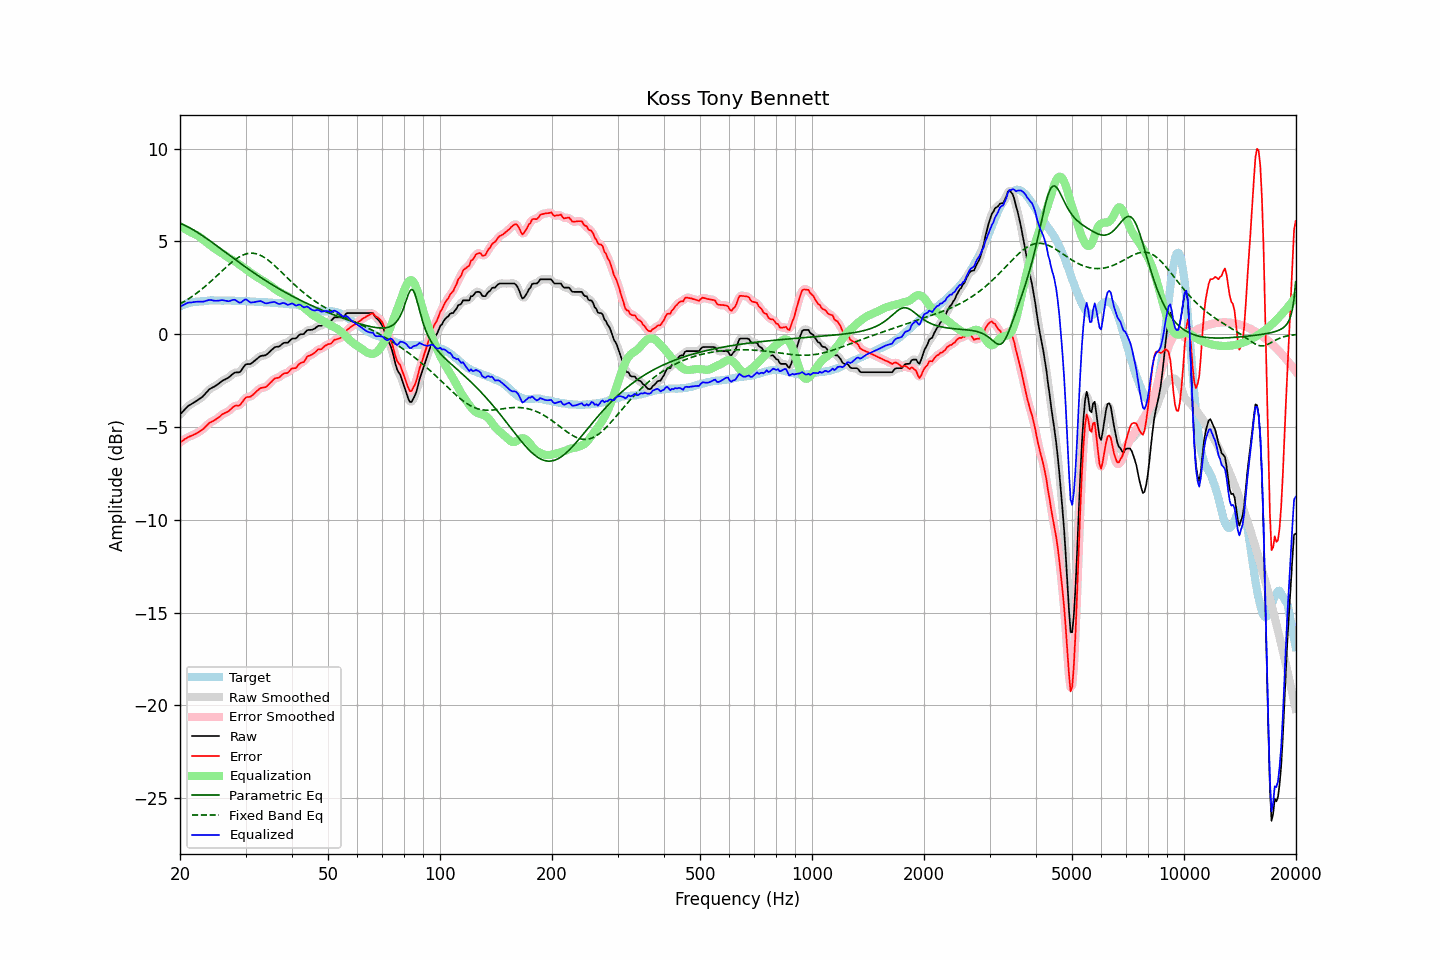 Koss Tony Bennett
Amplitude (dBr)
10
5
0
−5
−10
−15
−20
−25
Target
Raw Smoothed
Error Smoothed
Raw
Error
Equalization
Parametric Eq
Fixed Band Eq
Equalized
20 50 100 200 500 1000 2000 5000 10000 20000
Frequency (Hz)